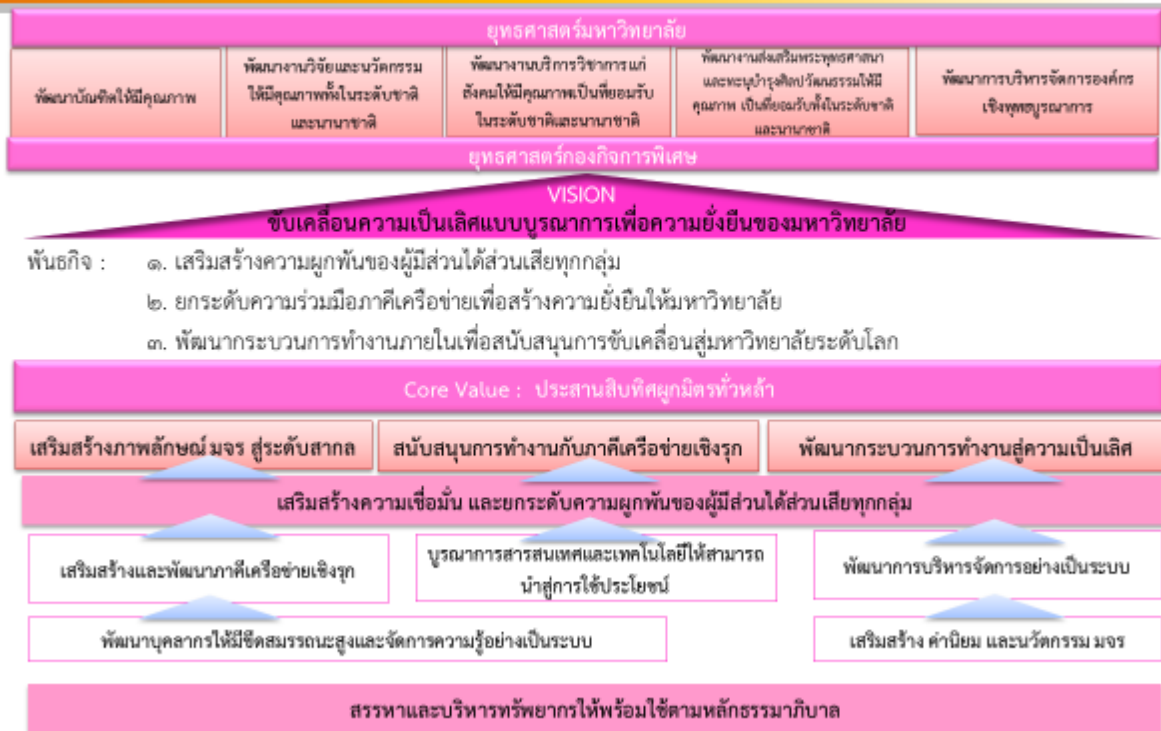 ยุทธศาสตร์มหาวิทยาลัย
พัฒนาบัณฑิตให้มีคุณภาพ
พัฒนางานวิจัยและนวัตกรรม
ให้มีคุณภาพทั้งในระดับชาติ
และนานาชาติ
พัฒนางานบริการวิชาการแก่
สังคมให้มีคุณภาพเป็นที่ยอมรับ
ในระดับชาติและนานาชาติ
พัฒนางานส่งเสริมพระพุทธศาสนา
และทะนุบำรุงศิลปวัฒนธรรมให้มี
คุณภาพ เป็นที่ยอมรับทั้งในระดับชาติ
และนานาชาติ
พัฒนาการบริหารจัดการองค์กร
เชิงพุทธบูรณาการ
ยุทธศาสตร์กองกิจการพิเศษ
VISION
ขับเคลื่อนความเป็นเลิศแบบบูรณาการเพื่อความยั่งยืนของมหาวิทยาลัย
พันธกิจ : ๑. เสริมสร้างความผูกพันของผู้มีส่วนได้ส่วนเสียทุกกลุ่ม
๒. ยกระดับความร่วมมือภาคีเครือข่ายเพื่อสร้างความยั่งยืนให้มหาวิทยาลัย
๓. พัฒนากระบวนการทำงานภายในเพื่อสนับสนุนการขับเคลื่อนสู่มหาวิทยาลัยระดับโลก
Core Value : ประสานสิบทิศผูกมิตรทั่วหล้า
เสริมสร้างภาพลักษณ์ มจร สู่ระดับสากล
สนับสนุนการทำงานกับภาคีเครือข่ายเชิงรุก
พัฒนากระบวนการทำงานสู่ความเป็นเลิศ
เสริมสร้างความเชื่อมั่น และยกระดับความผูกพันของผู้มีส่วนได้ส่วนเสียทุกกลุ่ม
เสริมสร้างและพัฒนาภาคีเครือข่ายเชิงรุก
บูรณาการสารสนเทศและเทคโนโลยีให้สามารถ
นำสู่การใช้ประโยชน์
พัฒนาการบริหารจัดการอย่างเป็นระบบ
พัฒนาบุคลากรให้มีขีดสมรรถนะสูงและจัดการความรู้อย่างเป็นระบบ
เสริมสร้าง ค่านิยม และนวัตกรรม มจร
สรรหาและบริหารทรัพยากรให้พร้อมใช้ตามหลักธรรมาภิบาล